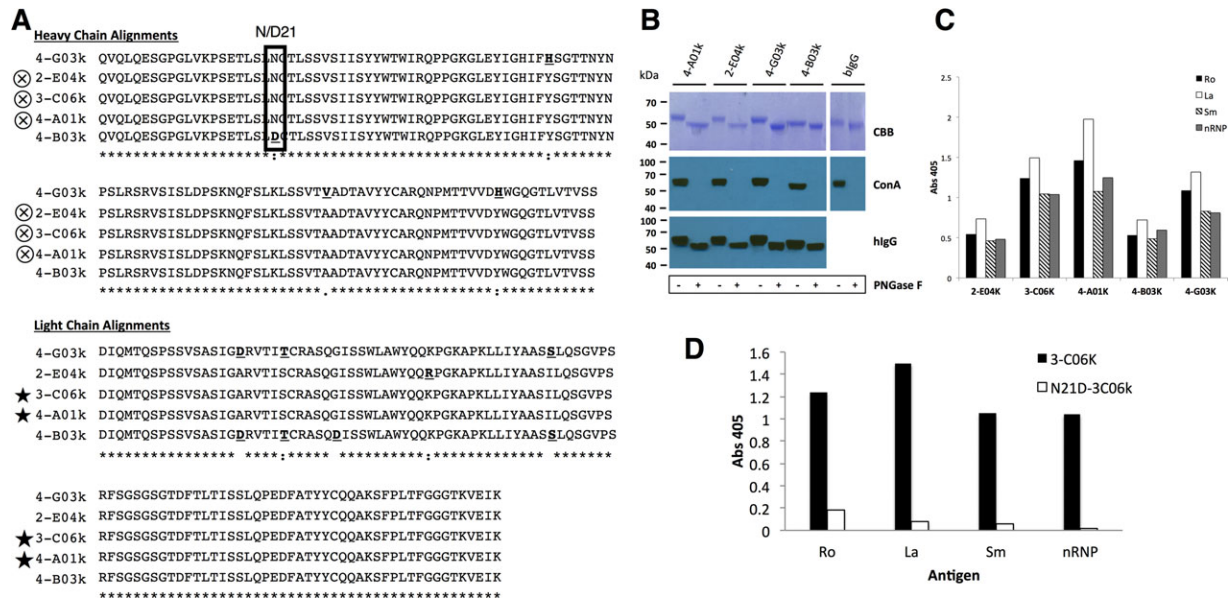 A
N/D21
Heavy Chain Alignments
4-G03k QVQLQESGPGLVKPSETLSLNCTLSSVSIISYYWTWIRQPPGKGLEYIGHIFHSGTTNYN
2-E04k QVQLQESGPGLVKPSETLSLNCTLSSVSIISYYWTWIRQPPGKGLEYIGHIFYSGTTNYN
3-C06k QVQLQESGPGLVKPSETLSLNCTLSSVSIISYYWTWIRQPPGKGLEYIGHIFYSGTTNYN
4-A01k QVQLQESGPGLVKPSETLSLNCTLSSVSIISYYWTWIRQPPGKGLEYIGHIFYSGTTNYN
4-B03k QVQLQESGPGLVKPSETLSLDCTLSSVSIISYYWTWIRQPPGKGLEYIGHIFYSGTTNYN
*********************:*******************************:*******
4-G03k PSLRSRVSISLDPSKNQFSLKLSSVTVADTAVYYCARQNPMTTVVDHWGQGTLVTVSS
2-E04k PSLRSRVSISLDPSKNQFSLKLSSVTAADTAVYYCARQNPMTTVVDYWGQGTLVTVSS
3-C06k PSLRSRVSISLDPSKNQFSLKLSSVTAADTAVYYCARQNPMTTVVDYWGQGTLVTVSS
4-A01k PSLRSRVSISLDPSKNQFSLKLSSVTAADTAVYYCARQNPMTTVVDYWGQGTLVTVSS
4-B03k PSLRSRVSISLDPSKNQFSLKLSSVTAADTAVYYCARQNPMTTVVDYWGQGTLVTVSS
**************************.*******************:***********
Light Chain Alignments
4-G03k DIQMTQSPSSVSASIGDRVTITCRASQGISSWLAWYQQKPGKAPKLLIYAASSLQSGVPS
2-E04k DIQMTQSPSSVSASIGARVTISCRASQGISSWLAWYQQRPGKAPKLLIYAASILQSGVPS
3-C06k DIQMTQSPSSVSASIGARVTISCRASQGISSWLAWYQQKPGKAPKLLIYAASILQSGVPS
4-A01k DIQMTQSPSSVSASIGARVTISCRASQGISSWLAWYQQKPGKAPKLLIYAASILQSGVPS
4-B03k DIQMTQSPSSVSASIGDRVTITCRASQDISSWLAWYQQKPGKAPKLLIYAASSLQSGVPS
**************** ****:***** **********:************* *******
4-G03k RFSGSGSGTDFTLTISSLQPEDFATYYCQQAKSFPLTFGGGTKVEIK
2-E04k RFSGSGSGTDFTLTISSLQPEDFATYYCQQAKSFPLTFGGGTKVEIK
3-C06k RFSGSGSGTDFTLTISSLQPEDFATYYCQQAKSFPLTFGGGTKVEIK
4-A01k RFSGSGSGTDFTLTISSLQPEDFATYYCQQAKSFPLTFGGGTKVEIK
4-B03k RFSGSGSGTDFTLTISSLQPEDFATYYCQQAKSFPLTFGGGTKVEIK
***********************************************
B
kDa 4-A01k 2-E04k 4-G03k 4-B03k bIgG
70
50
40
CBB
100
70
50
40
ConA
100
70
50
40
hIgG
- + - + - + - + - + PNGase F
C
Abs 405
2.5
2
1.5
1
0.5
0
2-E04K 3-C06K 4-A01K 4-B03K 4-G03K
Ro
La
Sm
nRNP
D
Abs 405
1.6
1.4
1.2
1
0.8
0.6
0.4
0.2
0
Ro La Sm nRNP
Antigen
3-C06K
N21D-3C06k